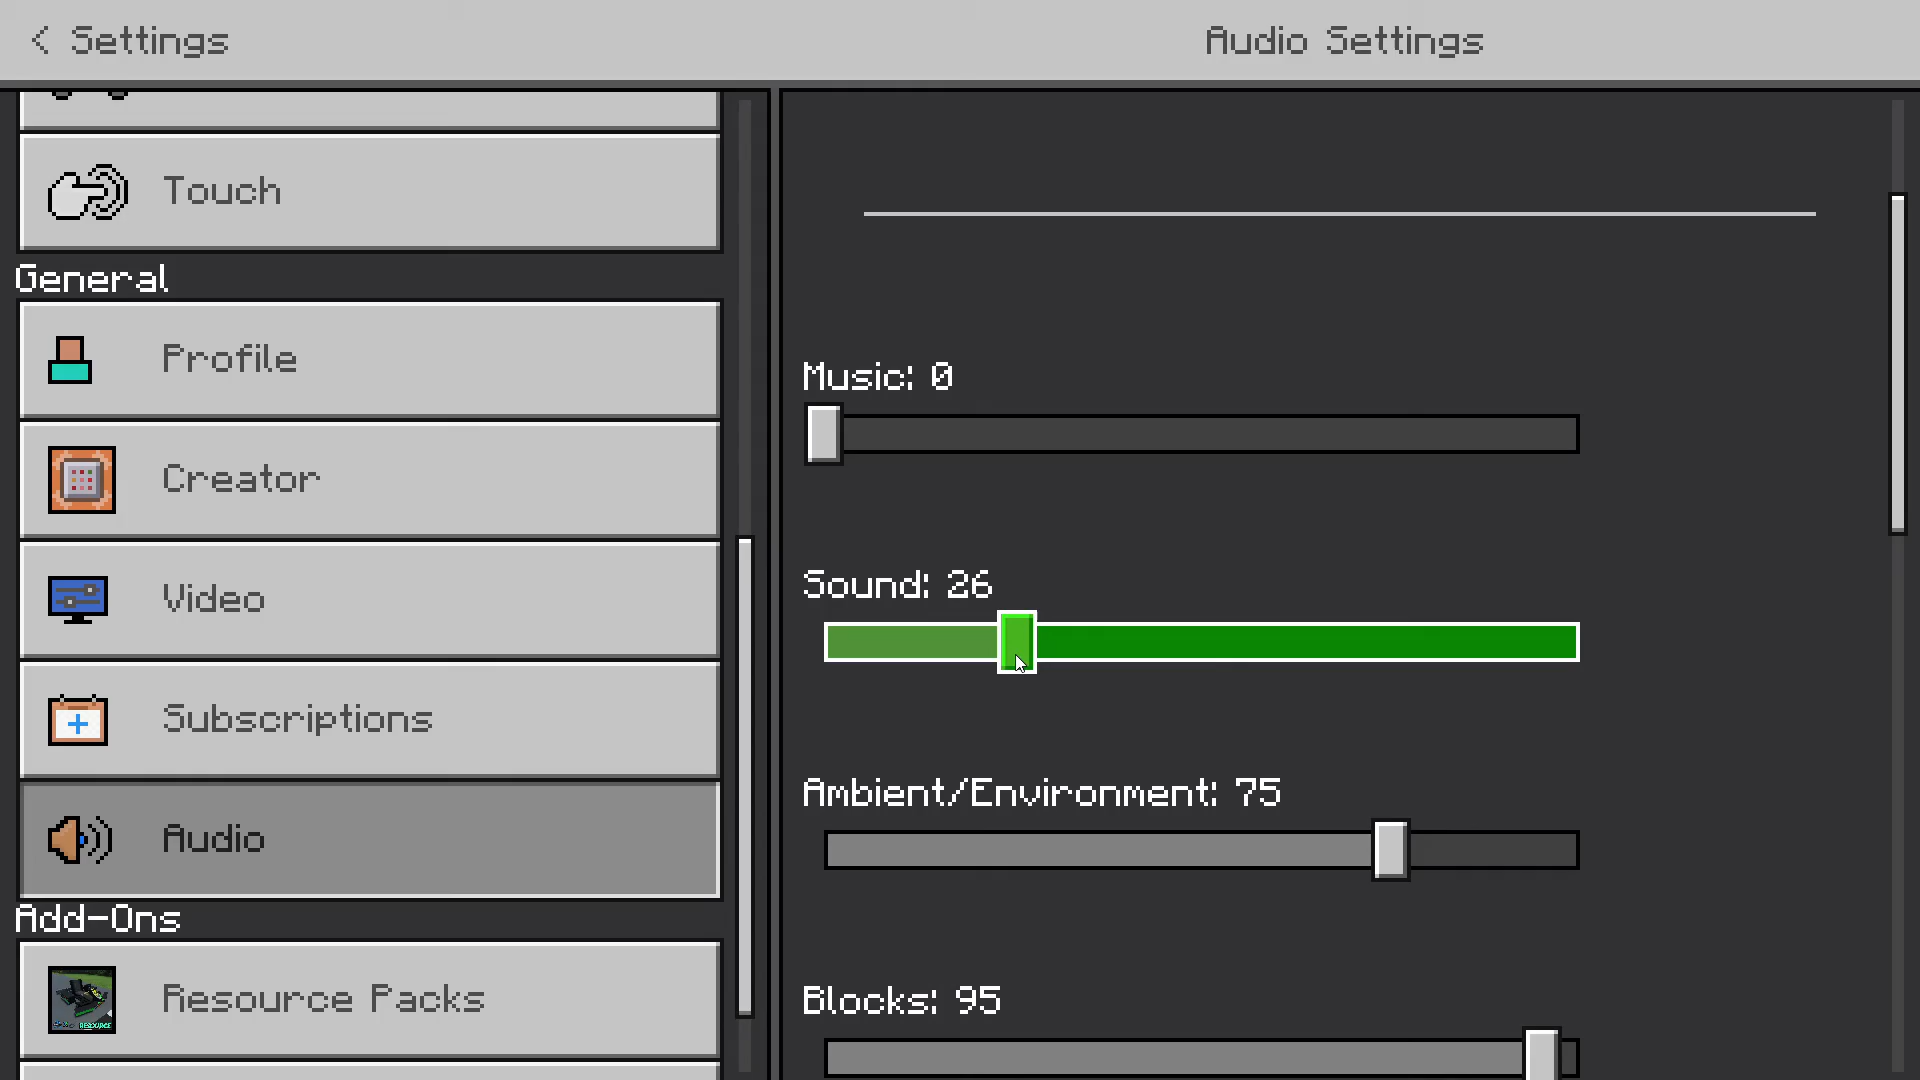 Settings
Audio Settings
Touch
General
Profile
Creator
Video
Subscriptions
Audio
Add-Ons
Resource Packs
Music: 0
Sound: 26
Ambient/Environment: 75
Blocks: 95
RESOURCE